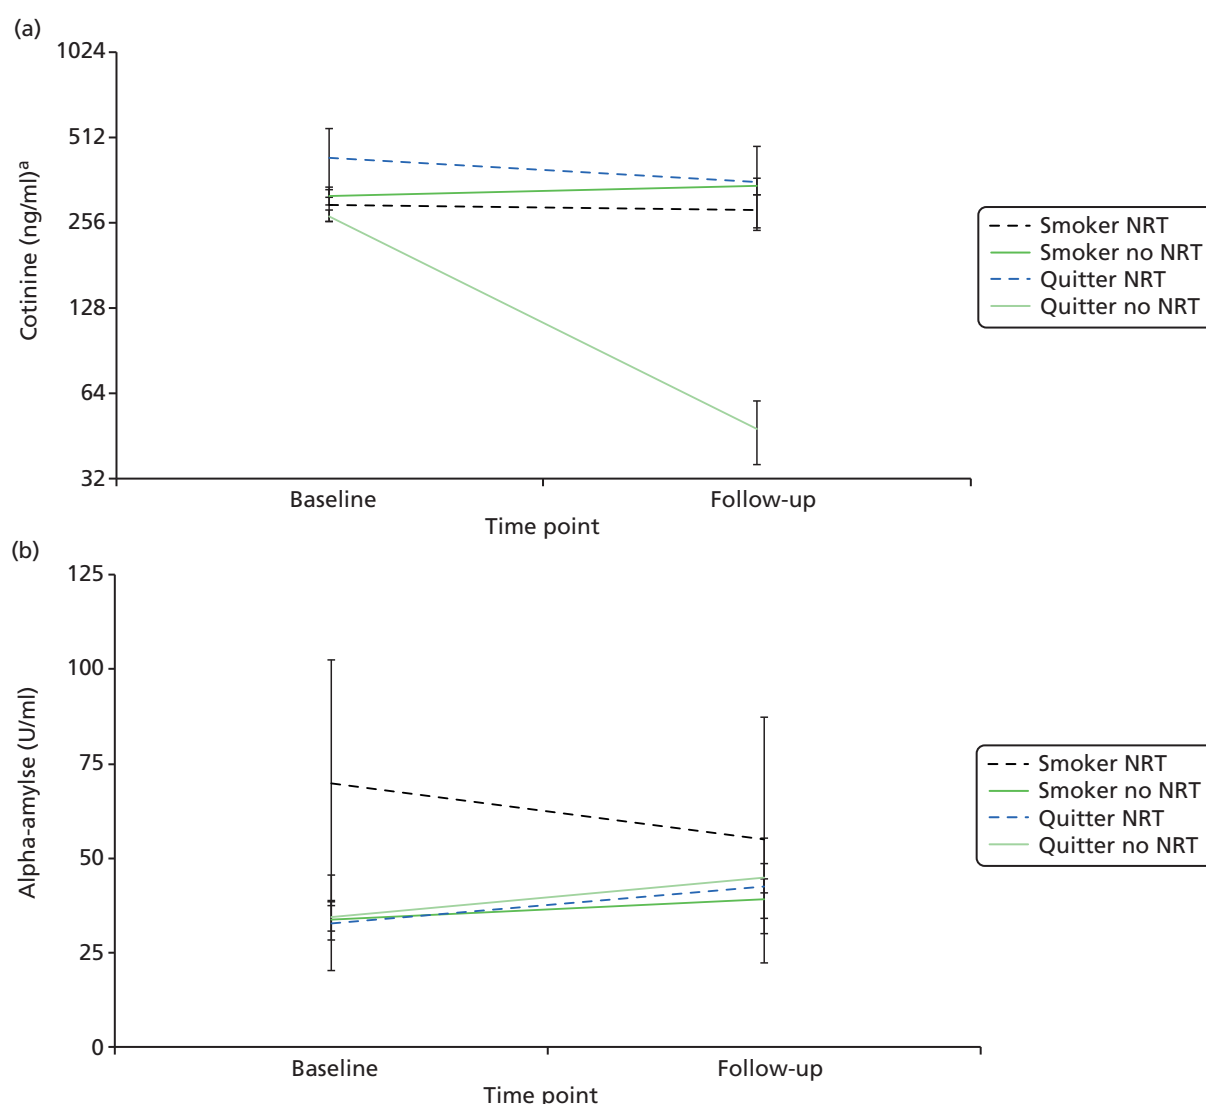 (a)
1024
512
256
128
64
32
Cotinine (ng/ml)a
Baseline
Follow-up
Time point
Smoker NRT
Smoker no NRT
Quitter NRT
Quitter no NRT
(b)
125
100
75
50
25
0
Alpha-amylse (U/ml)
Baseline
Follow-up
Time point
Smoker NRT
Smoker no NRT
Quitter NRT
Quitter no NRT